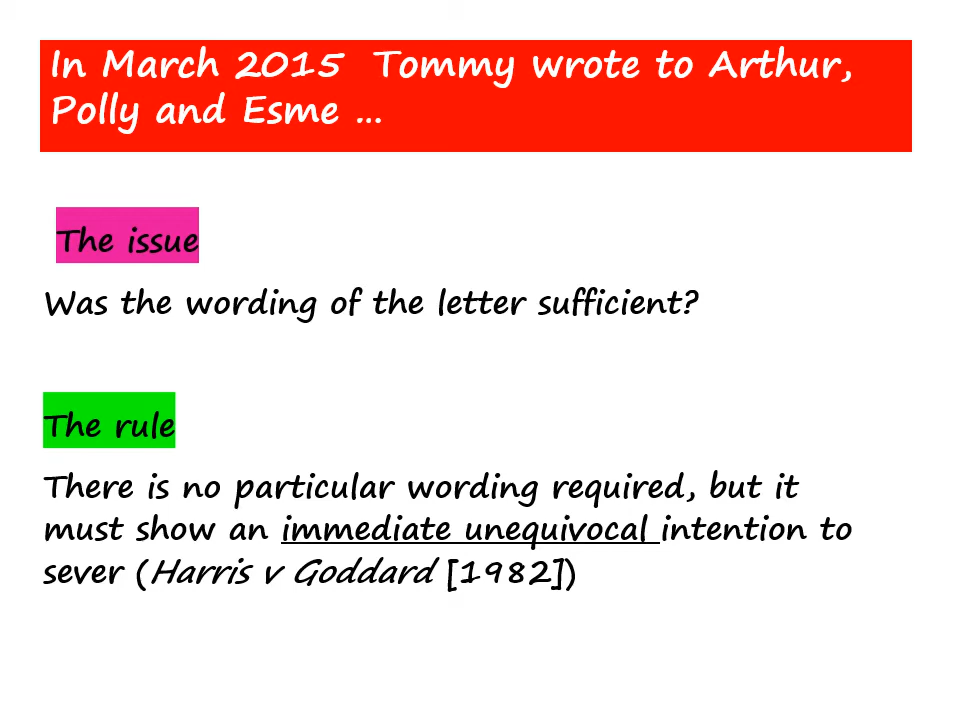 In March 2015  Tommy wrote to Arthur,
Polly and Esme ...
The issue
Was the wording of the letter sufficient?
The rule
There is no particular wording required, but it
must show an immediate unequivocal intention to
sever (Harris v Goddard [1982])